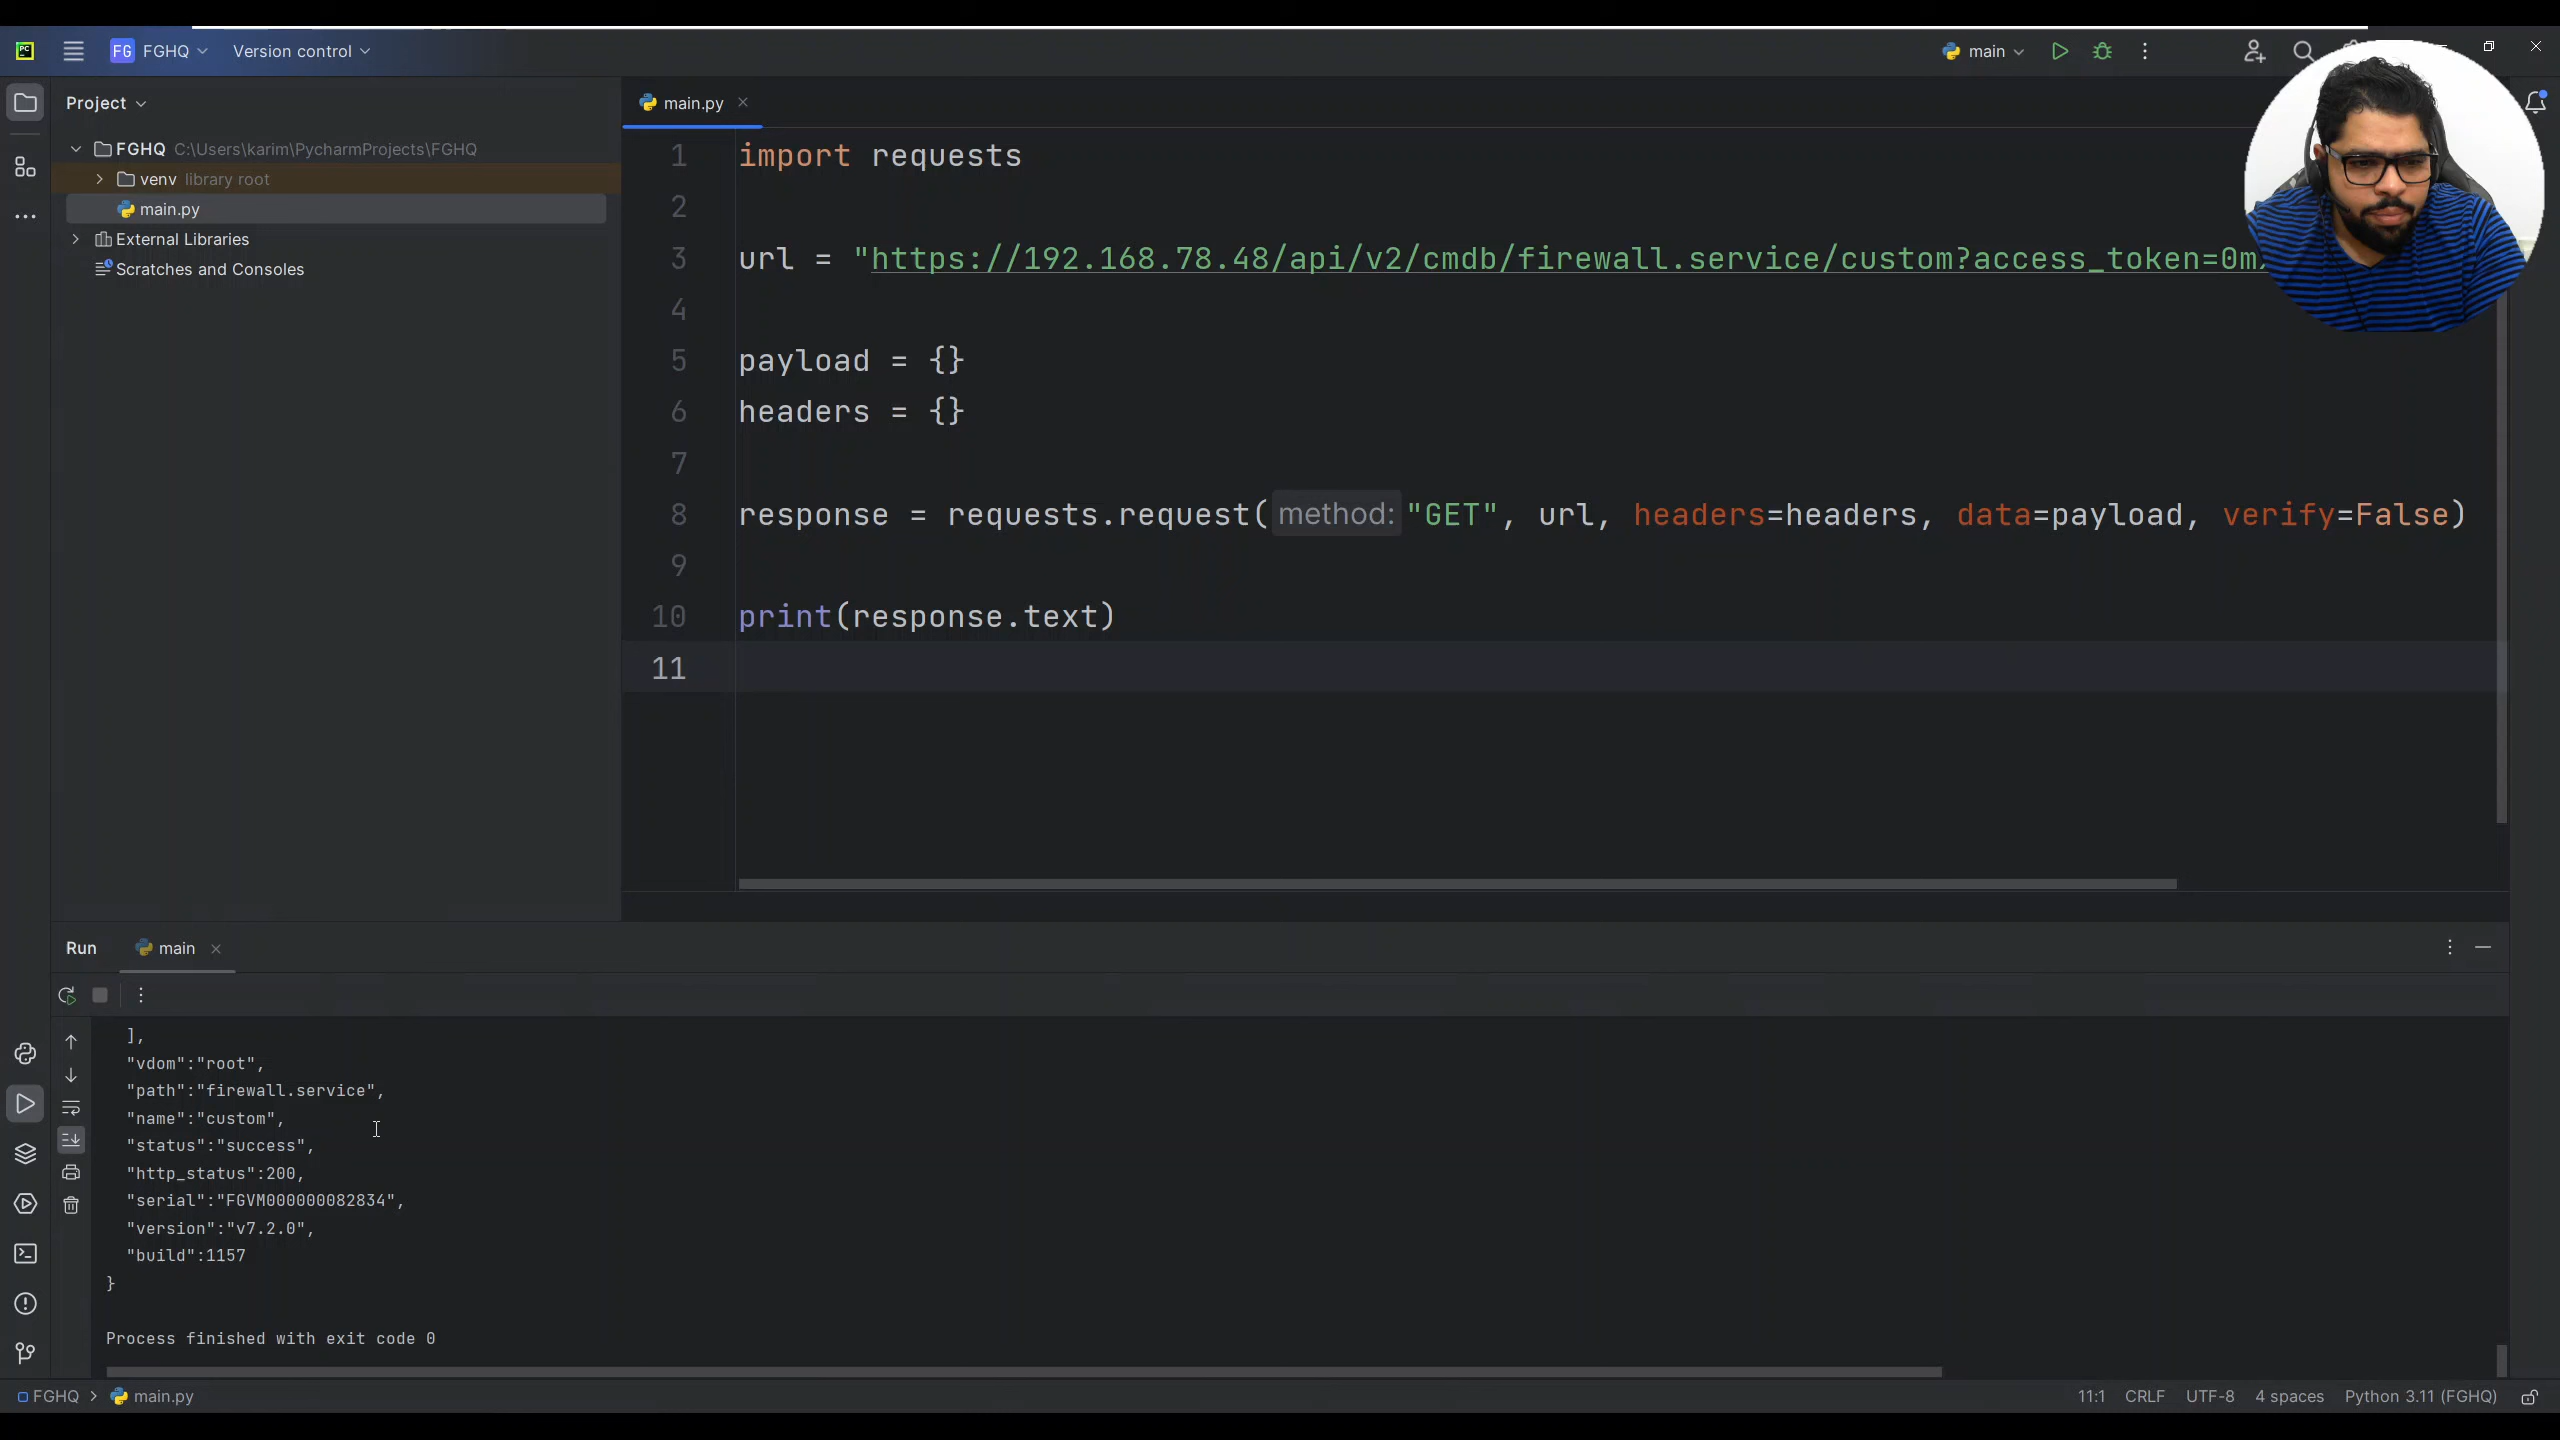 PC
FG FGHQ Version control
main
Project
main.py
FGHQ C:\Users\karim\PycharmProjects\FGHQ
venv library root
main.py
External Libraries
Scratches and Consoles
1 import requests
2
3 url = "https://192.168.78.48/api/v2/cmdb/firewall.service/custom?access_token=0m
4
5 payload = {}
6 headers = {}
7
8 response = requests.request( method: "GET", url, headers=headers, data=payload, verify=False)
9
10 print(response.text)
11
Run main
],
"vdom":"root",
"path":"firewall.service",
"name":"custom",
"status":"success",
"http_status":200,
"serial":"FGVM000000082834",
"version":"v7.2.0",
"build":1157
}
Process finished with exit code 0
FGHQ > main.py
11:1 CRLF UTF-8 4 spaces Python 3.11 (FGHQ)